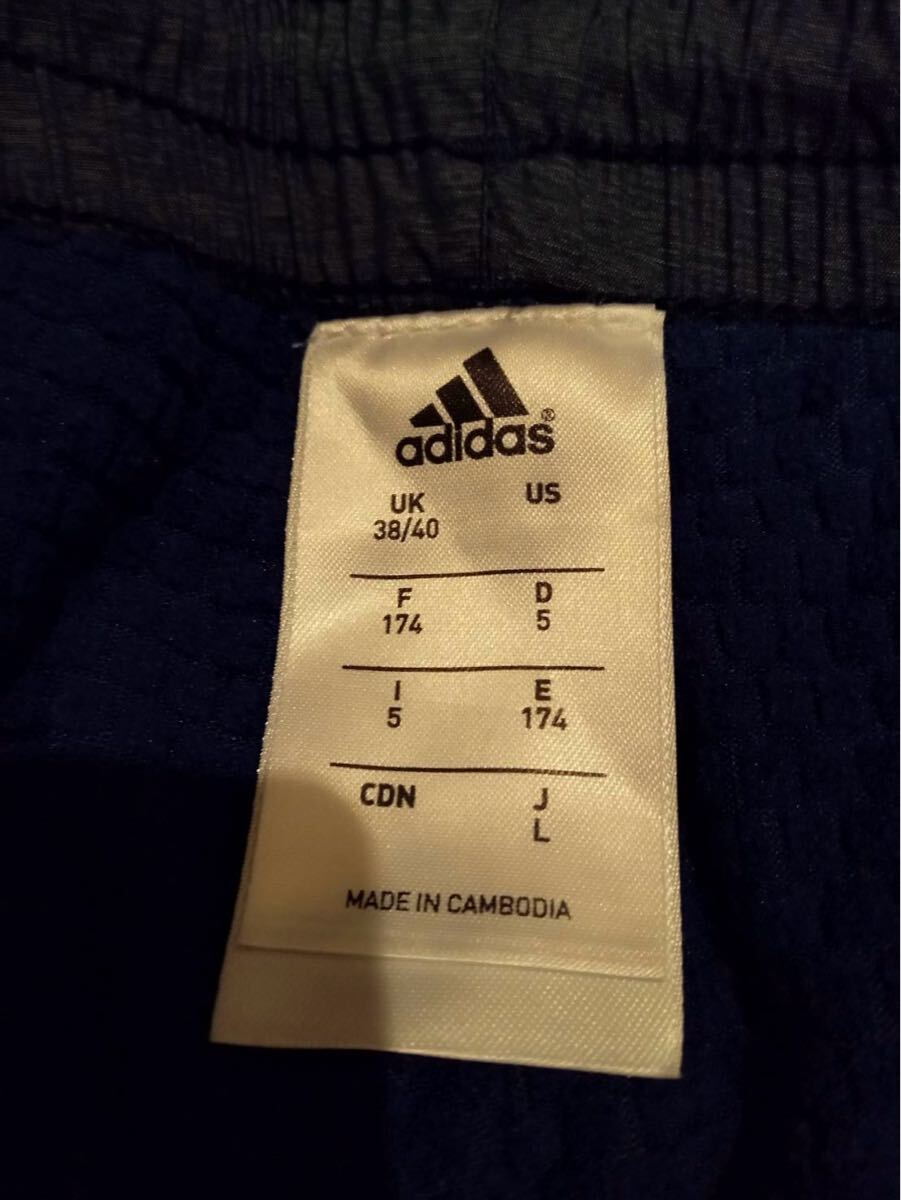 adidas®
UK US
38/40
F D
174 5
I E
5 174
CDN J
L
MADE IN CAMBODIA